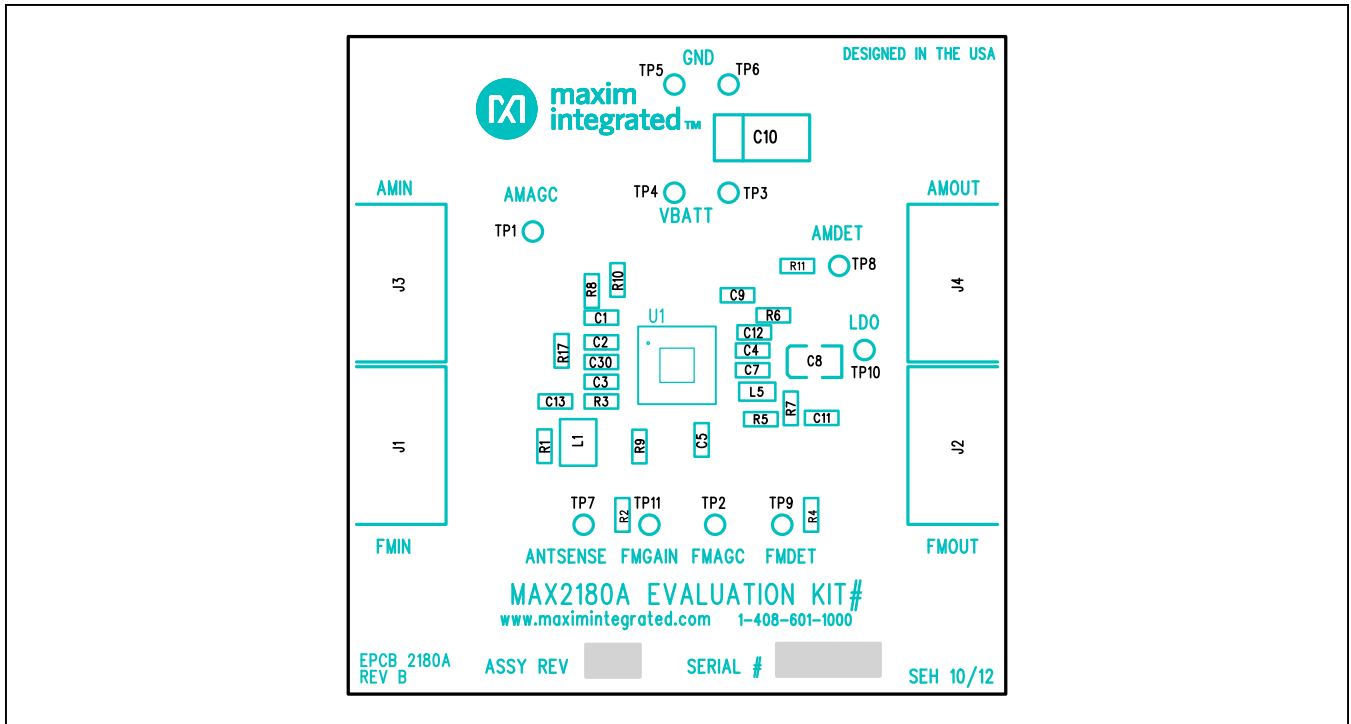 GND
DESIGNED IN THE USA
TP5
TP6
maxim
integrated™
C10
AMIN
AMAGC
TP4
TP3
VBATT
AMOUT
TP1
AMDET
R11
TP8
J3
R8
R10
C9
J4
C1
U1
R6
LDO
C12
R17
C2
C4
C8
C30
C7
TP10
C3
L5
C13
R3
R7
R5
C11
J1
R1
L1
R9
C5
J2
TP7
R2
TP11
TP2
TP9
R4
FMIN
ANTSENSE
FMGAIN
FMAGC
FMDET
FMOUT
MAX2180A EVALUATION KIT#
www.maximintegrated.com 1-408-601-1000
EPCB 2180A
REV B
ASSY REV
SERIAL #
SEH 10/12